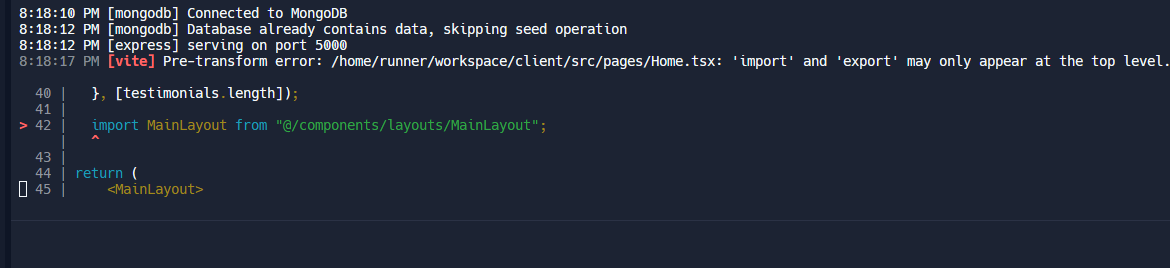 8:18:10 PM [mongodb] Connected to MongoDB
8:18:12 PM [mongodb] Database already contains data, skipping seed operation
8:18:12 PM [express] serving on port 5000
8:18:17 PM [vite] Pre-transform error: /home/runner/workspace/client/src/pages/Home.tsx: 'import' and 'export' may only appear at the top level.
40 |   }, [testimonials.length]);
41 |
> 42 |   import MainLayout from "@/components/layouts/MainLayout";
|   ^
43 |
44 | return (
45 |     <MainLayout>